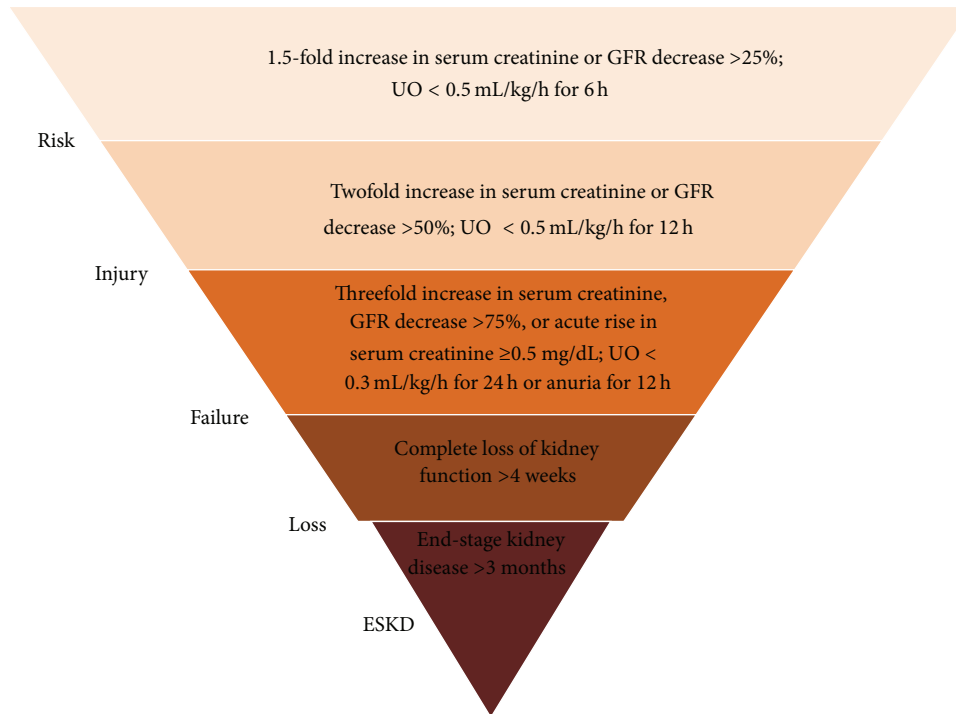 1.5-fold increase in serum creatinine or GFR decrease >25%;
UO < 0.5 mL/kg/h for 6 h
Risk
Twofold increase in serum creatinine or GFR
decrease >50%; UO < 0.5 mL/kg/h for 12 h
Injury
Threefold increase in serum creatinine,
GFR decrease >75%, or acute rise in
serum creatinine ≥0.5 mg/dL; UO <
0.3 mL/kg/h for 24 h or anuria for 12 h
Failure
Complete loss of kidney
function >4 weeks
Loss
End-stage kidney
disease >3 months
ESKD